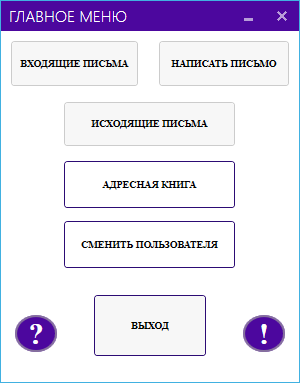 ГЛАВНОЕ МЕНЮ
ВХОДЯЩИЕ ПИСЬМА
НАПИСАТЬ ПИСЬМО
ИСХОДЯЩИЕ ПИСЬМА
АДРЕСНАЯ КНИГА
СМЕНИТЬ ПОЛЬЗОВАТЕЛЯ
ВЫХОД
?
!